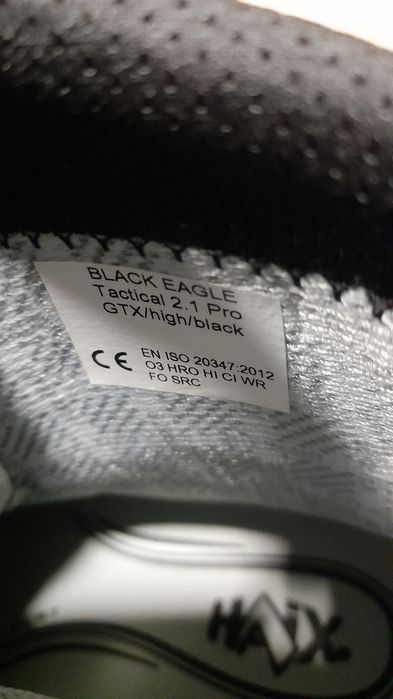 BLACK EAGLE
Tactical 2.1 Pro
GTX/high/black
CE EN ISO 20347:2012
O3 HRO HI CI WR
FO SRC
HAIX